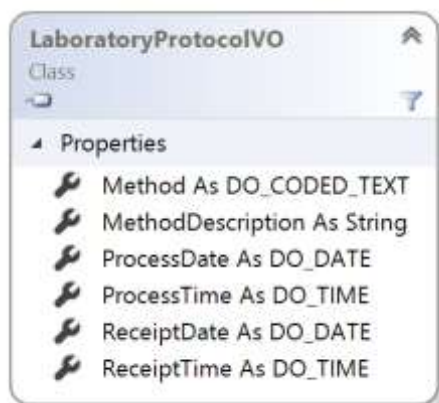 LaboratoryProtocolVO
Class
Properties
Method As DO_CODED_TEXT
MethodDescription As String
ProcessDate As DO_DATE
ProcessTime As DO_TIME
ReceiptDate As DO_DATE
ReceiptTime As DO_TIME